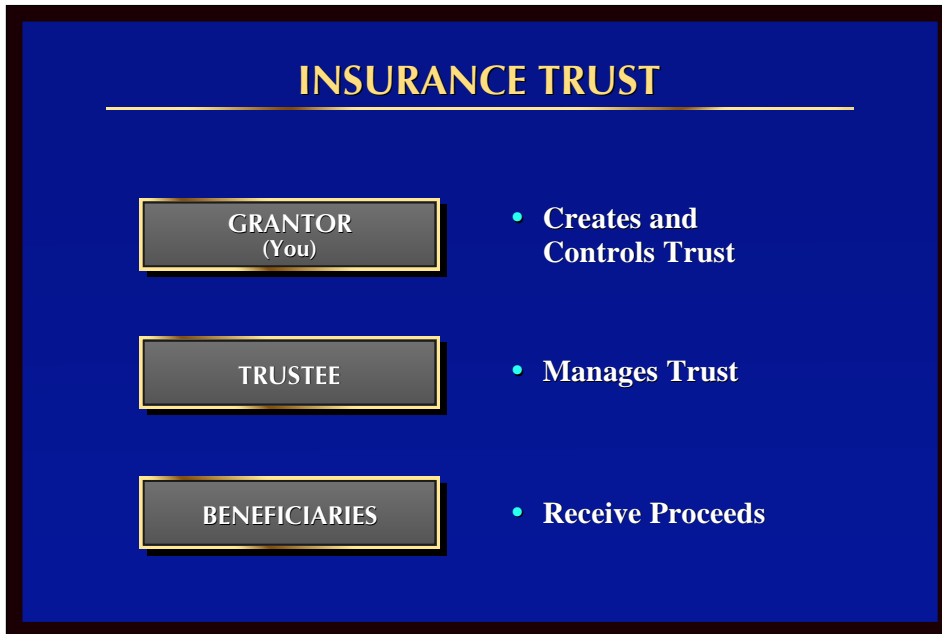 INSURANCE TRUST
GRANTOR
(You)
• Creates and
Controls Trust
TRUSTEE
• Manages Trust
BENEFICIARIES
• Receive Proceeds